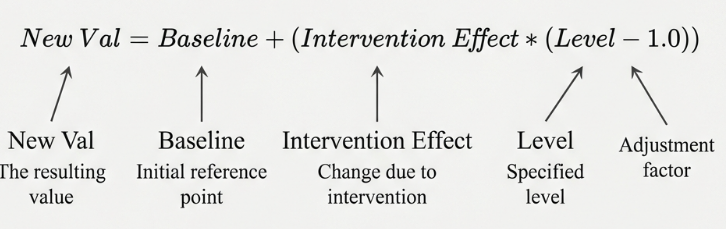 New Val = Baseline + (Intervention Effect * (Level − 1.0))
New Val
The resulting
value
Baseline
Initial reference
point
Intervention Effect
Change due to
intervention
Level
Specified
level
Adjustment
factor